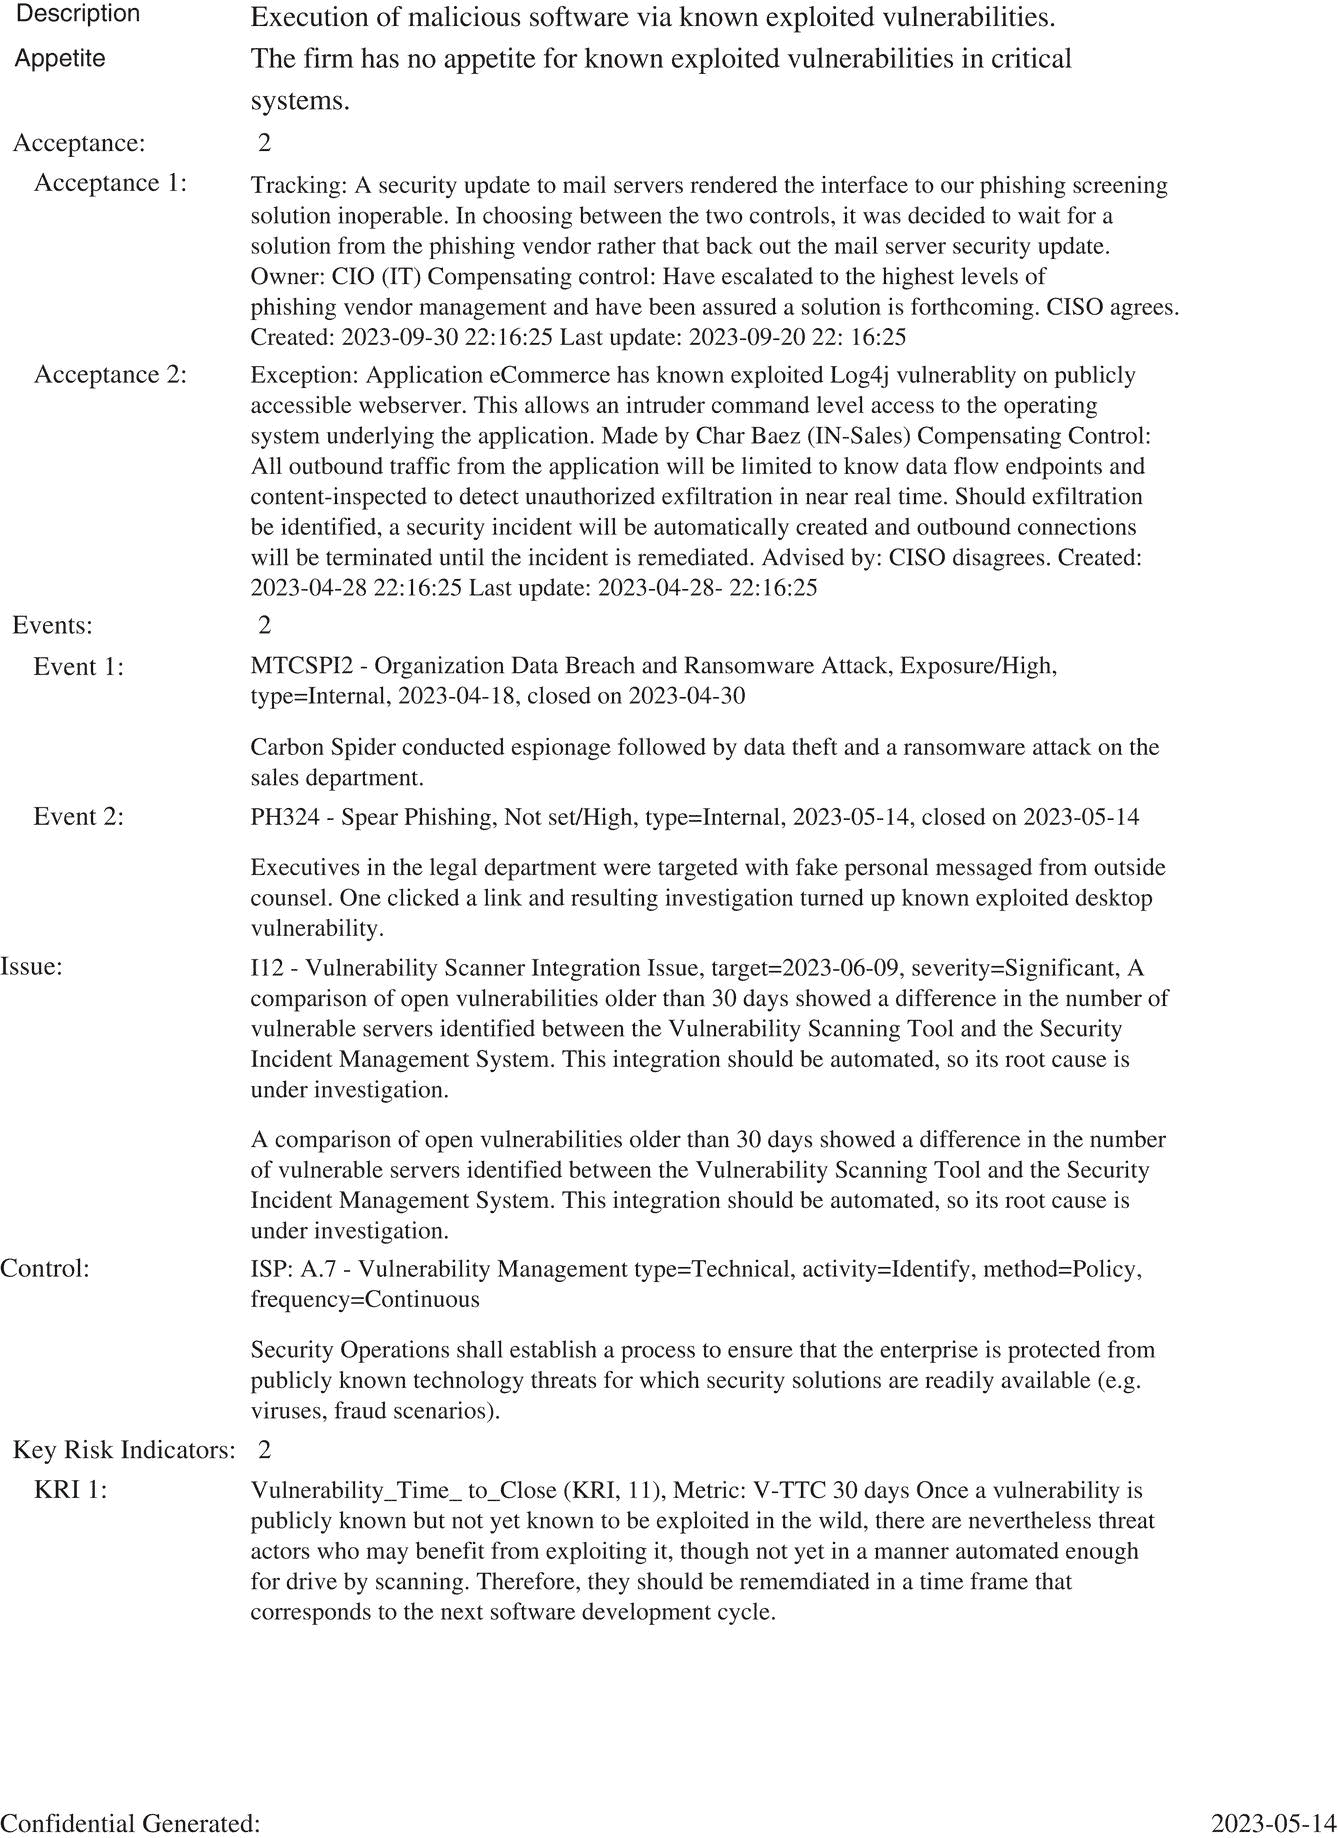 Description Execution of malicious software via known exploited vulnerabilities.
Appetite The firm has no appetite for known exploited vulnerabilities in critical
systems.
Acceptance: 2
Acceptance 1: Tracking: A security update to mail servers rendered the interface to our phishing screening
solution inoperable. In choosing between the two controls, it was decided to wait for a
solution from the phishing vendor rather that back out the mail server security update.
Owner: CIO (IT) Compensating control: Have escalated to the highest levels of
phishing vendor management and have been assured a solution is forthcoming. CISO agrees.
Created: 2023-09-30 22:16:25 Last update: 2023-09-20 22: 16:25
Acceptance 2: Exception: Application eCommerce has known exploited Log4j vulnerablity on publicly
accessible webserver. This allows an intruder command level access to the operating
system underlying the application. Made by Char Baez (IN-Sales) Compensating Control:
All outbound traffic from the application will be limited to know data flow endpoints and
content-inspected to detect unauthorized exfiltration in near real time. Should exfiltration
be identified, a security incident will be automatically created and outbound connections
will be terminated until the incident is remediated. Advised by: CISO disagrees. Created:
2023-04-28 22:16:25 Last update: 2023-04-28- 22:16:25
Events: 2
Event 1: MTCSPI2 - Organization Data Breach and Ransomware Attack, Exposure/High,
type=Internal, 2023-04-18, closed on 2023-04-30
Carbon Spider conducted espionage followed by data theft and a ransomware attack on the
sales department.
Event 2: PH324 - Spear Phishing, Not set/High, type=Internal, 2023-05-14, closed on 2023-05-14
Executives in the legal department were targeted with fake personal messaged from outside
counsel. One clicked a link and resulting investigation turned up known exploited desktop
vulnerability.
Issue: I12 - Vulnerability Scanner Integration Issue, target=2023-06-09, severity=Significant, A
comparison of open vulnerabilities older than 30 days showed a difference in the number of
vulnerable servers identified between the Vulnerability Scanning Tool and the Security
Incident Management System. This integration should be automated, so its root cause is
under investigation.
A comparison of open vulnerabilities older than 30 days showed a difference in the number
of vulnerable servers identified between the Vulnerability Scanning Tool and the Security
Incident Management System. This integration should be automated, so its root cause is
under investigation.
Control: ISP: A.7 - Vulnerability Management type=Technical, activity=Identify, method=Policy,
frequency=Continuous
Security Operations shall establish a process to ensure that the enterprise is protected from
publicly known technology threats for which security solutions are readily available (e.g.
viruses, fraud scenarios).
Key Risk Indicators: 2
KRI 1: Vulnerability_Time_ to_Close (KRI, 11), Metric: V-TTC 30 days Once a vulnerability is
publicly known but not yet known to be exploited in the wild, there are nevertheless threat
actors who may benefit from exploiting it, though not yet in a manner automated enough
for drive by scanning. Therefore, they should be rememdiated in a time frame that
corresponds to the next software development cycle.
Confidential Generated: 2023-05-14